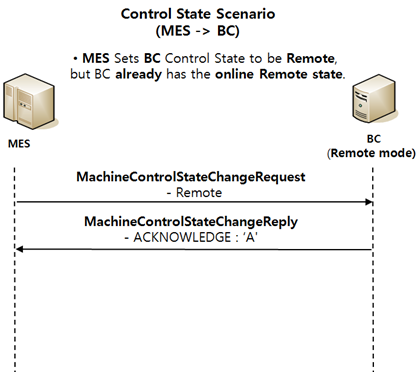 Control State Scenario
(MES -> BC)
• MES Sets BC Control State to be Remote,
but BC already has the online Remote state.
MES
BC
(Remote mode)
MachineControlStateChangeRequest
- Remote
MachineControlStateChangeReply
- ACKNOWLEDGE : ‘A'